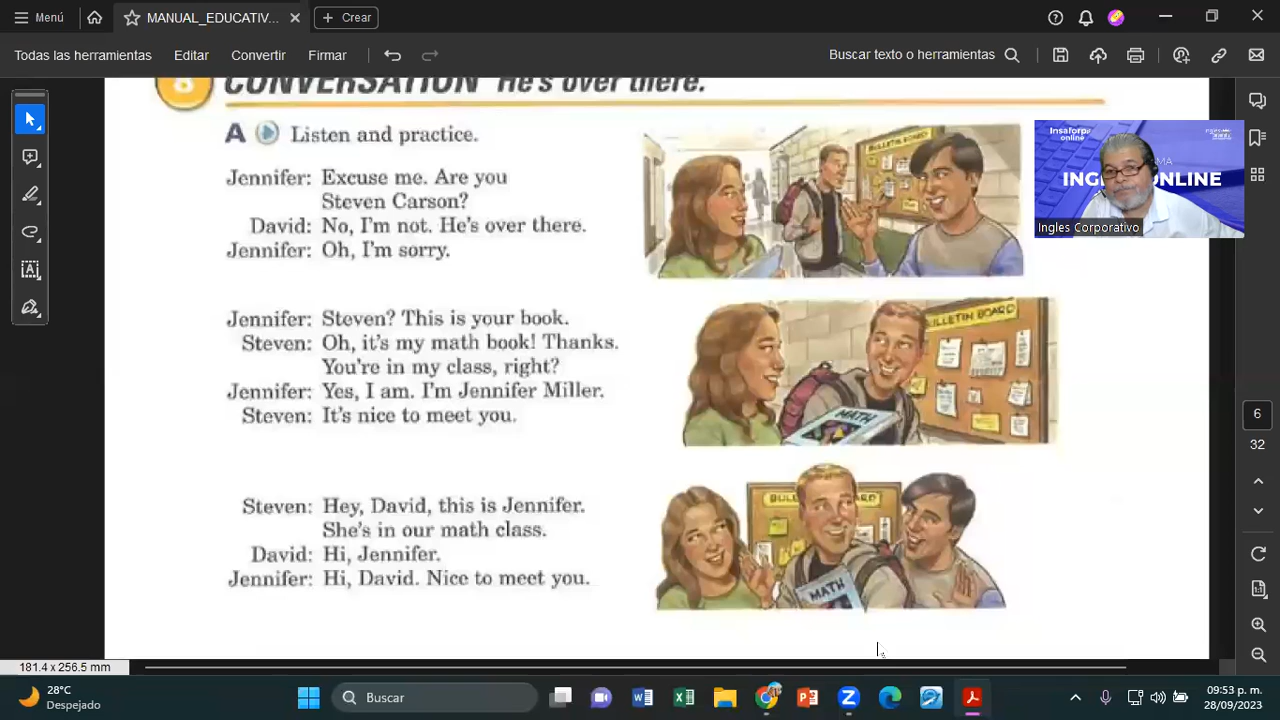 Menú
MANUAL_EDUCATIV...
Crear
Todas las herramientas
Editar
Convertir
Firmar
Buscar texto o herramientas
8 CONVERSATION He's over there.
A Listen and practice.
Jennifer: Excuse me. Are you
Steven Carson?
David: No, I'm not. He's over there.
Jennifer: Oh, I'm sorry.
BULLETIN BOARD
Insaforp
online
INGLES ONLINE
Ingles Corporativo
Jennifer: Steven? This is your book.
Steven: Oh, it's my math book! Thanks.
You're in my class, right?
Jennifer: Yes, I am. I'm Jennifer Miller.
Steven: It's nice to meet you.
BULLETIN BOARD
MATH
Steven: Hey, David, this is Jennifer.
She's in our math class.
David: Hi, Jennifer.
Jennifer: Hi, David. Nice to meet you.
MATH
6
32
181.4 x 256.5 mm
28°C
Despejado
Buscar
09:53 p. m.
28/09/2023